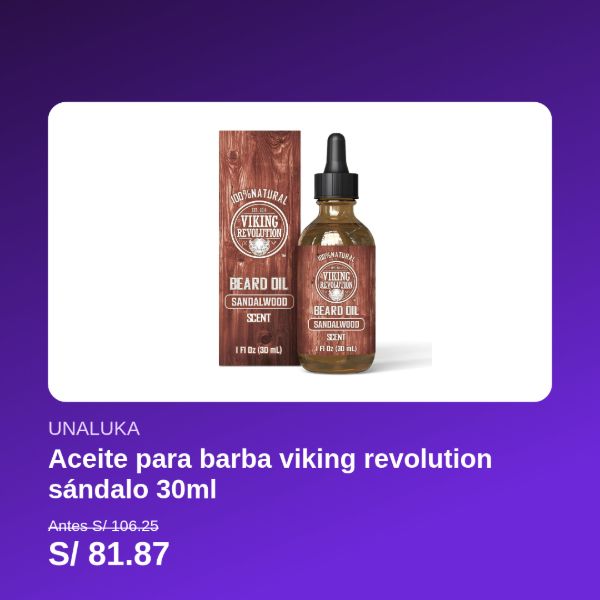 100% NATURAL
VIKING
REVOLUTION
BEARD OIL
SANDALWOOD
SCENT
1 Fl Oz (30 mL)
100% NATURAL
VIKING
REVOLUTION
BEARD OIL
SANDALWOOD
SCENT
1 Fl Oz (30 mL)
UNALUKA
Aceite para barba viking revolution
sándalo 30ml
Antes S/ 106.25
S/ 81.87